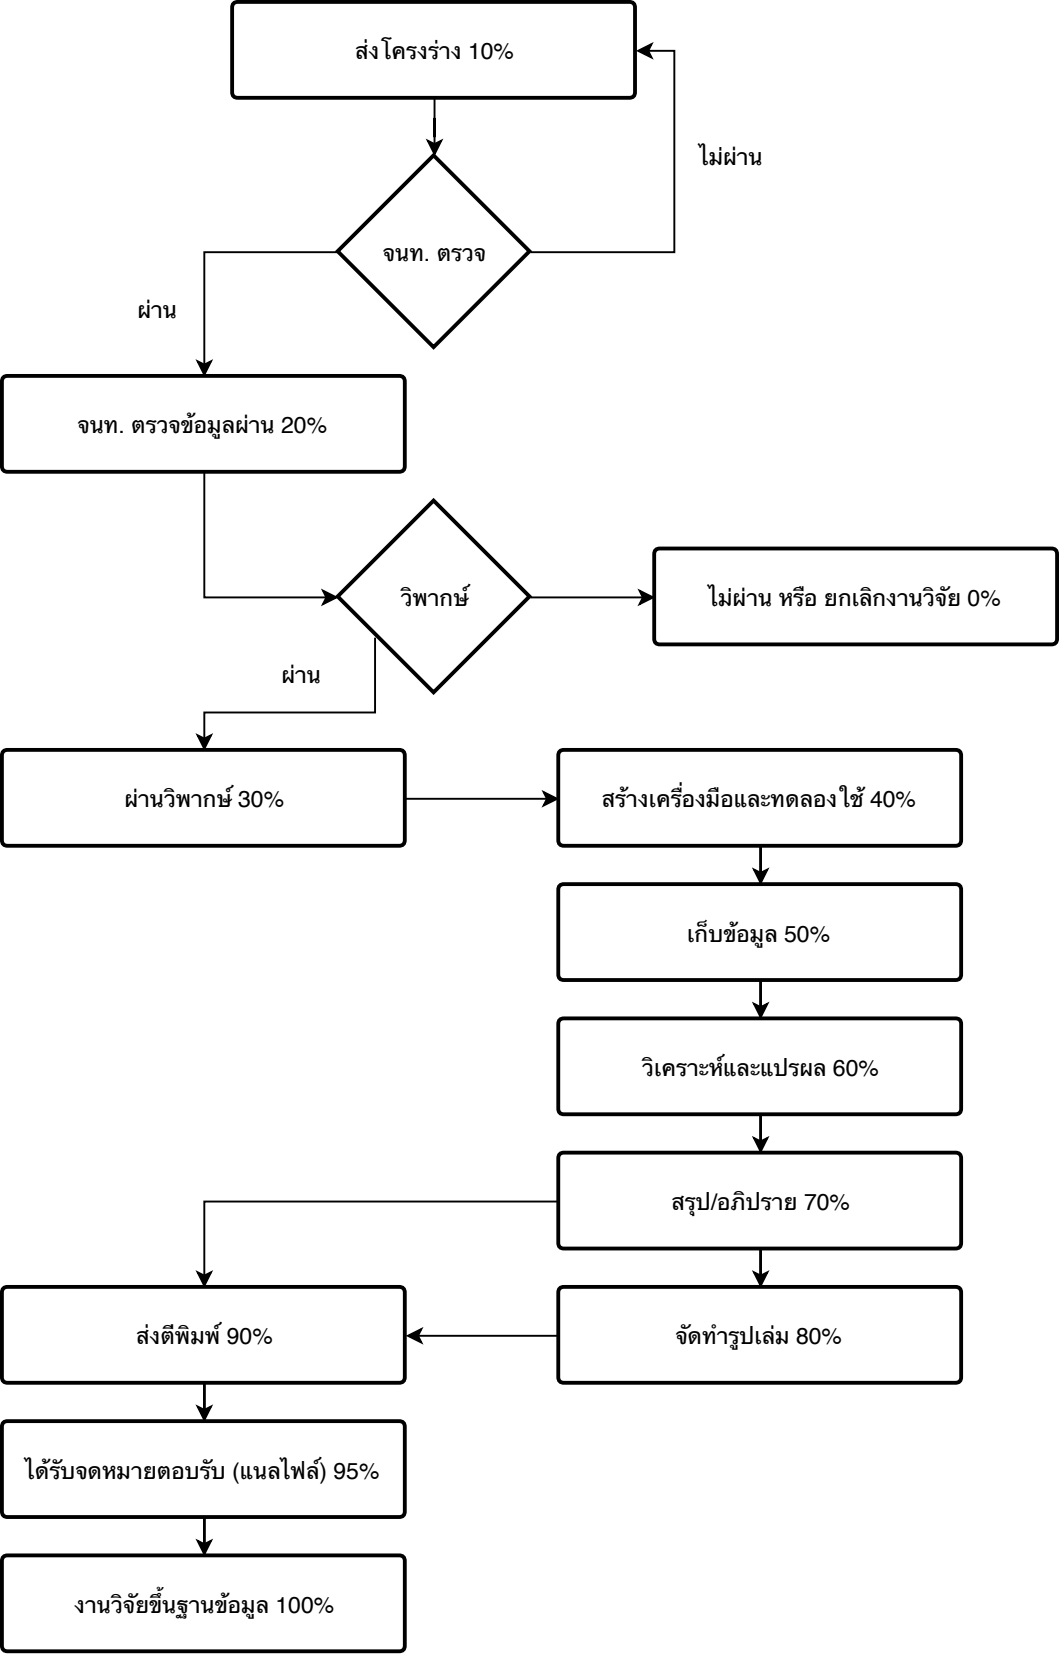 ส่งโครงร่าง 10%
ไม่ผ่าน
จนท. ตรวจ
ผ่าน
จนท. ตรวจข้อมูลผ่าน 20%
วิพากษ์
ไม่ผ่าน หรือ ยกเลิกงานวิจัย 0%
ผ่าน
ผ่านวิพากษ์ 30%
สร้างเครื่องมือและทดลองใช้ 40%
เก็บข้อมูล 50%
วิเคราะห์และแปรผล 60%
สรุป/อภิปราย 70%
ส่งตีพิมพ์ 90%
จัดทำรูปเล่ม 80%
ได้รับจดหมายตอบรับ (แนลไฟล์) 95%
งานวิจัยขึ้นฐานข้อมูล 100%